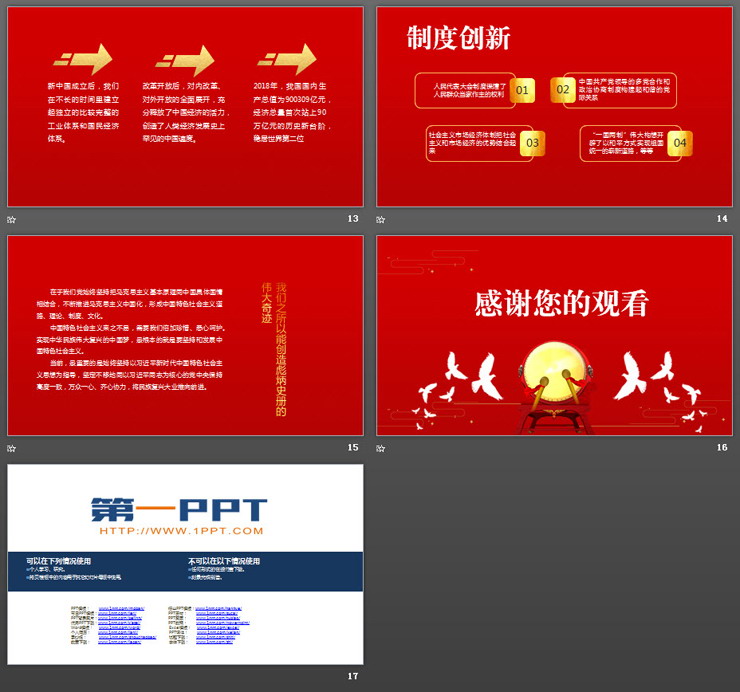 新中国成立后，我们
在不长的时间里建立
起独立的比较完整的
工业体系和国民经济
体系。
改革开放后，对内改革、
对外开放的全面展开，充
分释放了中国经济的活力，
创造了人类经济发展史上
罕见的中国速度。
2018年，我国国内生
产总值为900309亿元，
经济总量首次站上90
万亿元的历史新台阶，
稳居世界第二位
13
制度创新
人民代表大会制度保障了
人民群众当家作主的权利
01
02
中国共产党领导的多党合作和
政治协商制度构建起和谐的党
际关系
社会主义市场经济体制把社会
主义和市场经济的优势结合起
来
03
“一国两制”伟大构想开
辟了以和平方式实现祖国
统一的崭新道路，等等
04
14
在于我们党始终坚持把马克思主义基本原理同中国具体国情
相结合，不断推进马克思主义中国化，形成中国特色社会主义道
路、理论、制度、文化。
中国特色社会主义来之不易，需要我们倍加珍惜、悉心呵护。
实现中华民族伟大复兴的中国梦，最根本的就是要坚持和发展中
国特色社会主义。
当前，最重要的是始终坚持以习近平新时代中国特色社会主
义思想为指导，坚定不移地同以习近平同志为核心的党中央保持
高度一致，万众一心、齐心协力，将民族复兴大业推向前进。
我们之所以能创造彪炳史册的
伟大奇迹
15
感谢您的观看
16
第一PPT
HTTP://WWW.1PPT.COM
可以在下列情况使用
不可以在以下情况使用
17